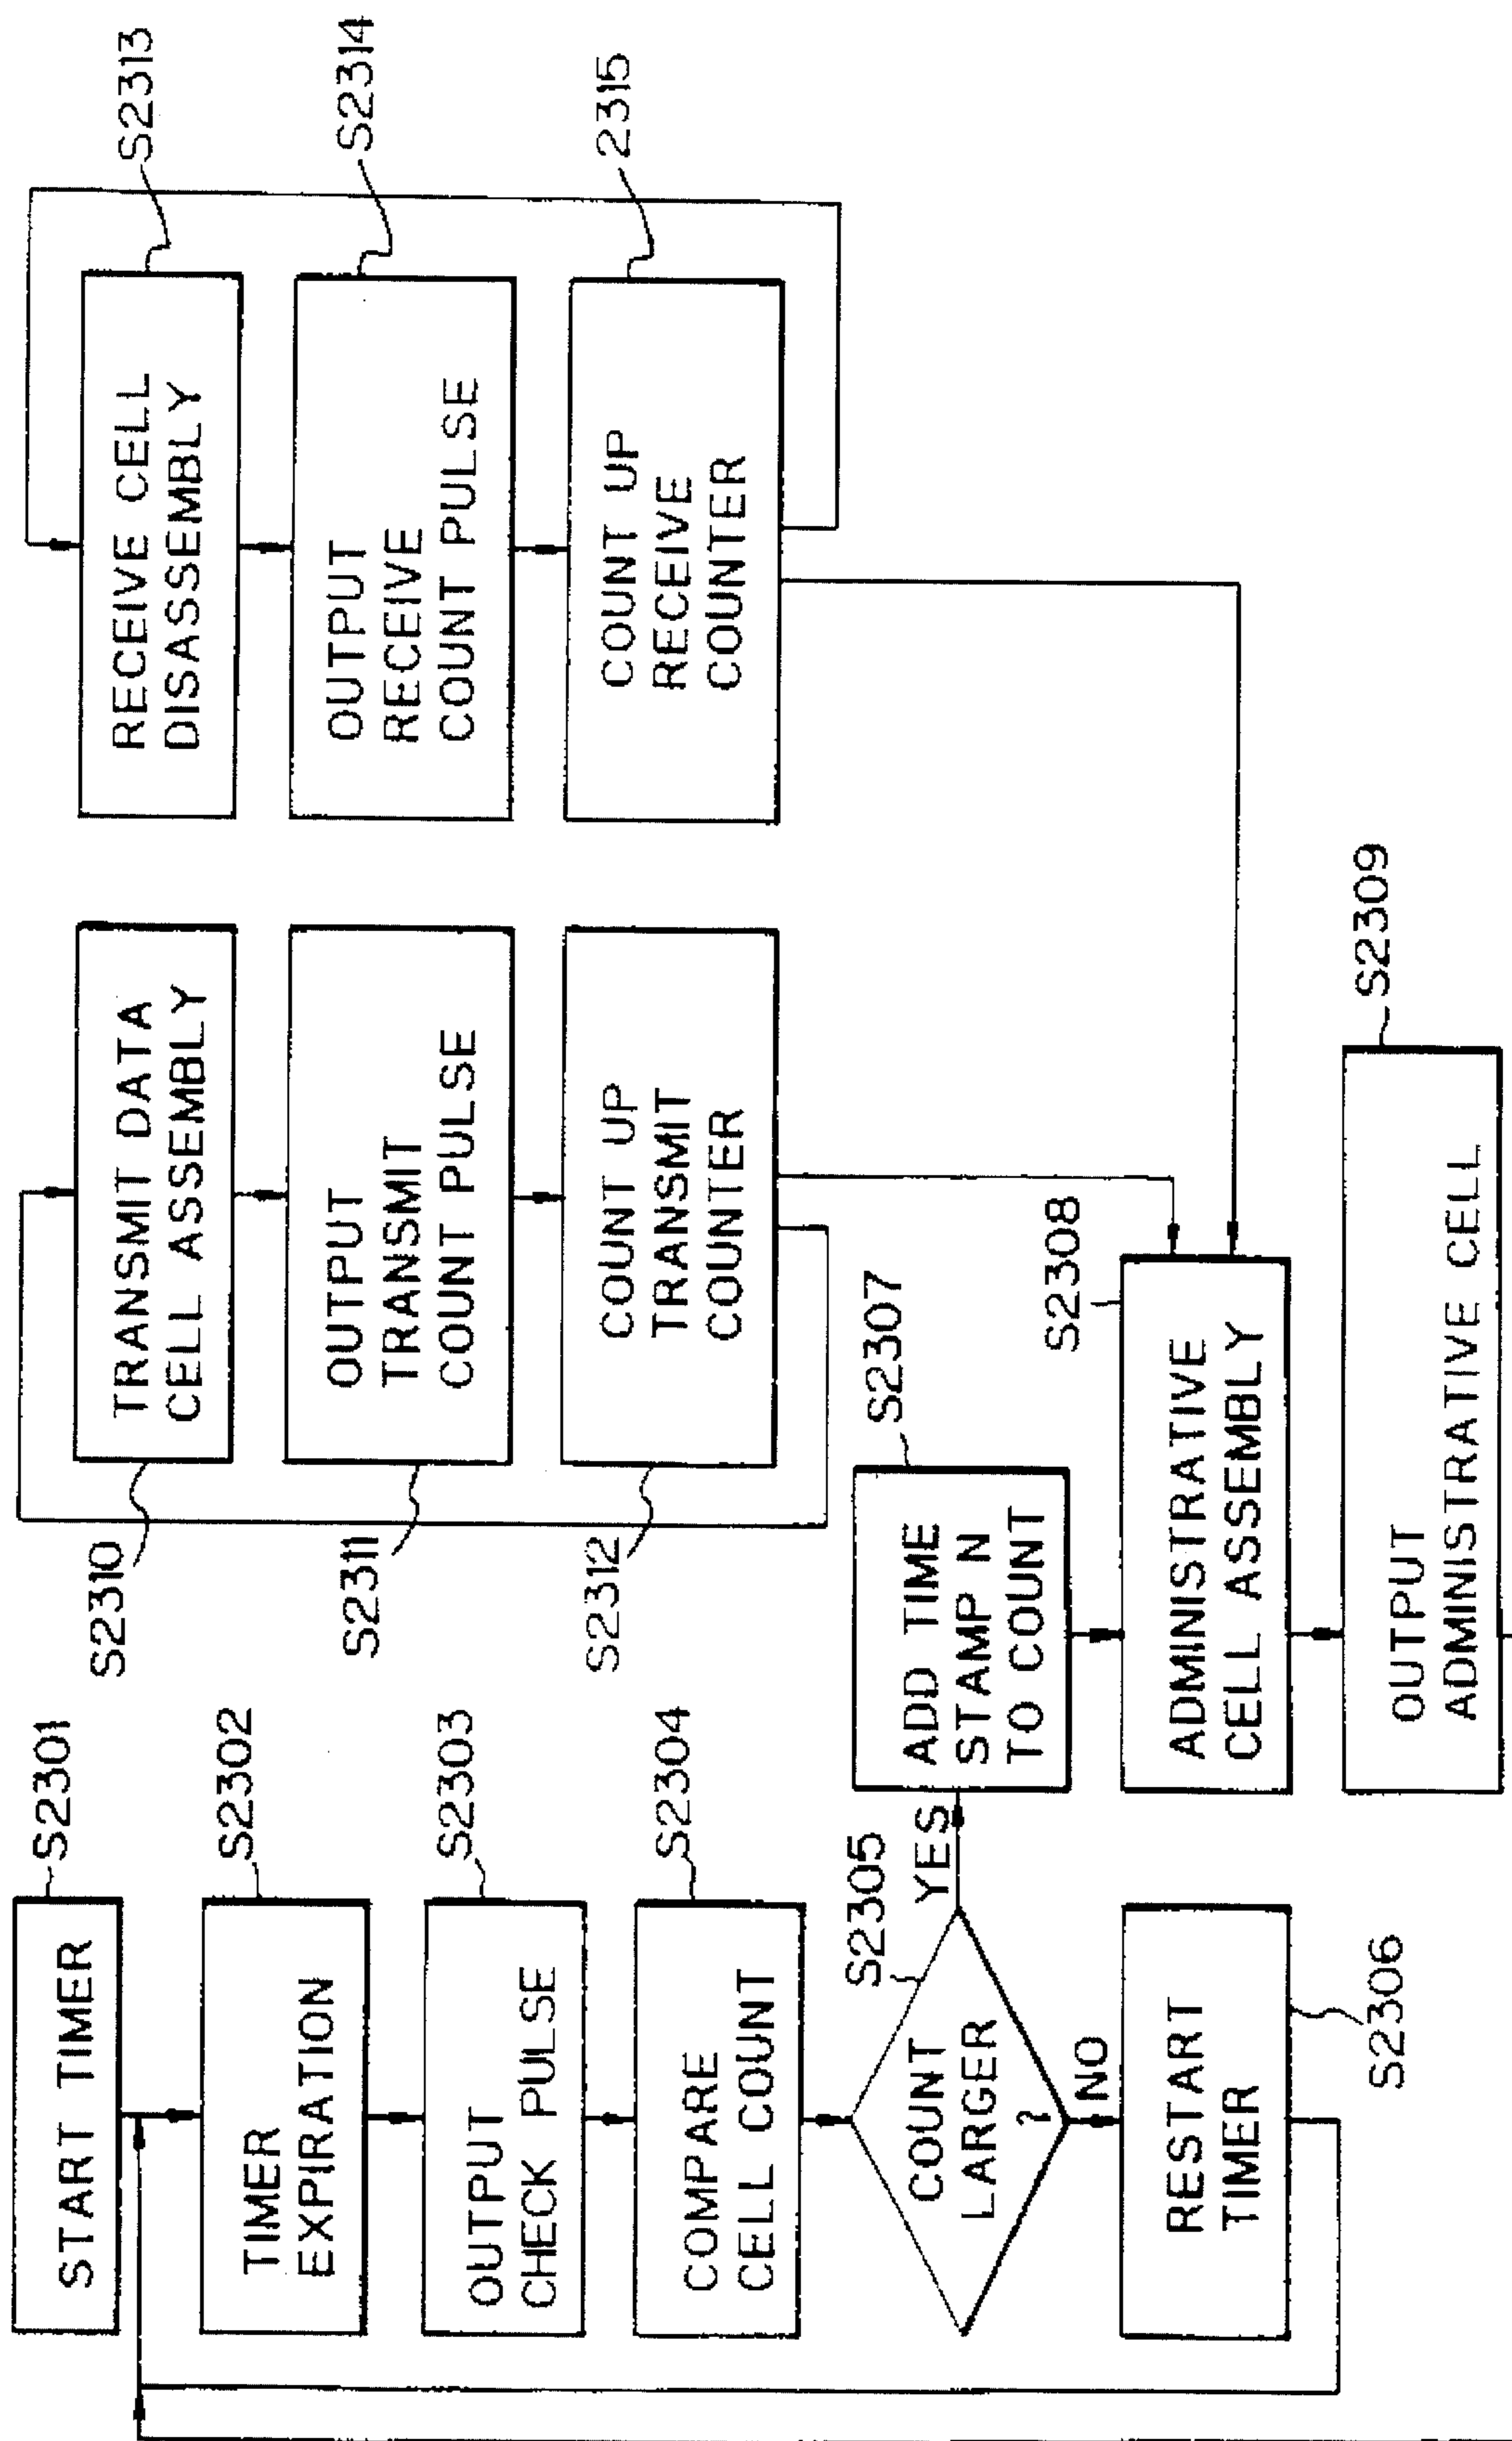 S2301
START TIMER
S2302
TIMER
EXPIRATION
S2303
OUTPUT
CHECK PULSE
S2304
COMPARE
CELL COUNT
S2305
COUNT
LARGER
?
YES
NO
RESTART
TIMER
S2306
S2307
ADD TIME
STAMP N
TO COUNT
S2308
ADMINISTRATIVE
CELL ASSEMBLY
S2309
OUTPUT
ADMINISTRATIVE CELL
S2310
TRANSMIT DATA
CELL ASSEMBLY
S2311
OUTPUT
TRANSMIT
COUNT PULSE
S2312
COUNT UP
TRANSMIT
COUNTER
S2313
RECEIVE CELL
DISASSEMBLY
S2314
OUTPUT
RECEIVE
COUNT PULSE
2315
COUNT UP
RECEIVE
COUNTER